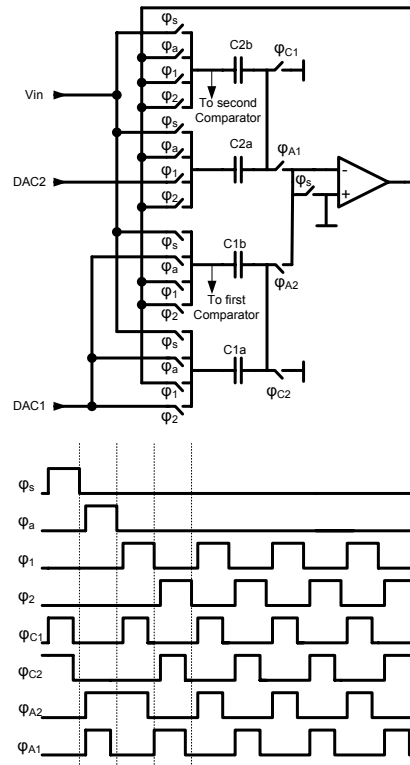 φs
φa
C2b
φC1
φ1
Vin
φ2
To second
Comparator
φs
φa
C2a
φA1
DAC2
φ1
φs
-
+
φ2
φs
φa
C1b
φ1
φA2
φ2
To first
Comparator
φs
C1a
φa
φ1
φC2
DAC1
φ2
φs
φa
φ1
φ2
φC1
φC2
φA2
φA1